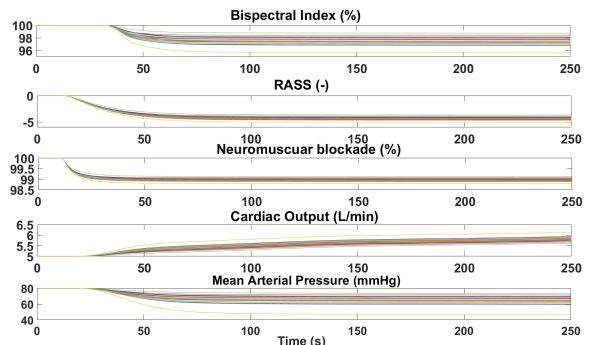 Bispectral Index (%)
100
98
96
0 50 100 150 200 250
RASS (-)
0
-5
0 50 100 150 200 250
Neuromuscuar blockade (%)
100
99.5
99
98.5
0 50 100 150 200 250
Cardiac Output (L/min)
6.5
6
5.5
5
0 50 100 150 200 250
Mean Arterial Pressure (mmHg)
80
60
40
0 50 100 150 200 250
Time (s)